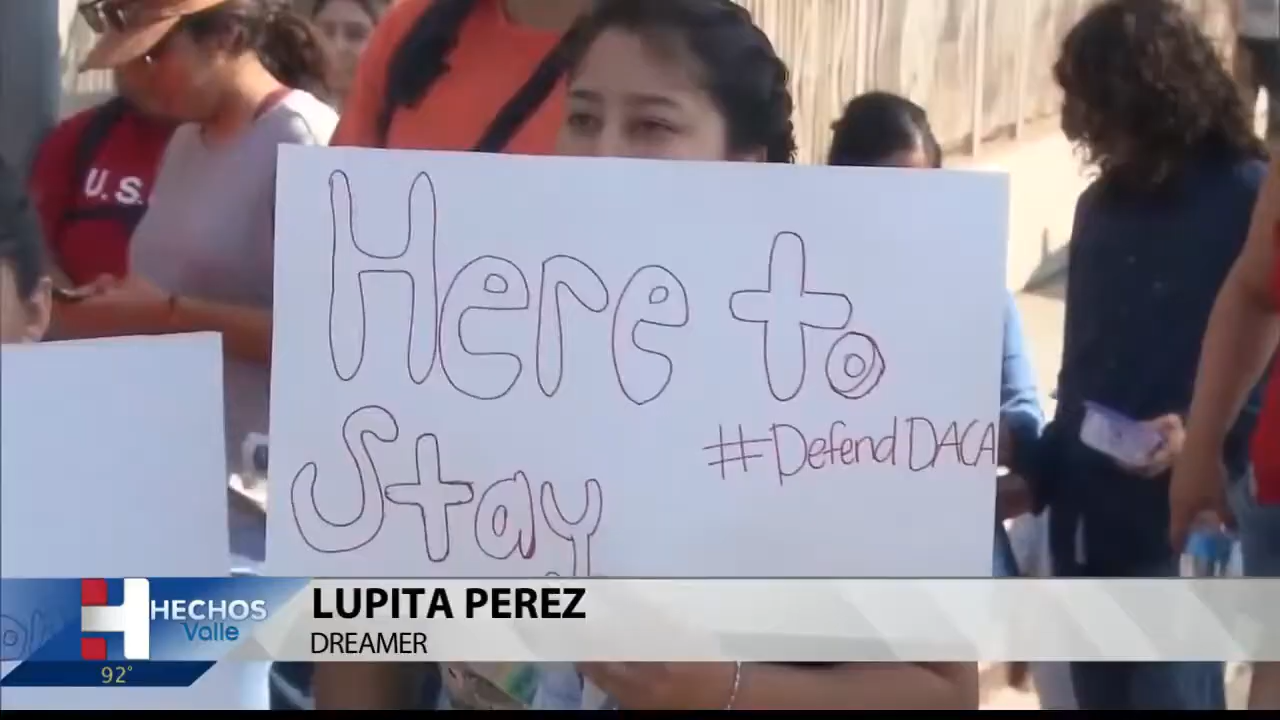 U.S.
Here to
Stay
#DefendDACA
LUPITA PEREZ
DREAMER
HECHOS
Valle
92°